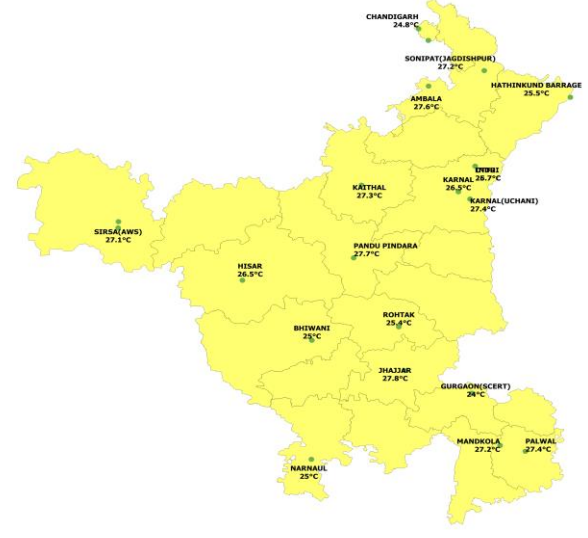 CHANDIGARH
24.8°C
SONIPAT(JAGDISHPUR)
27.2°C
HATHINKUND BARRAGE
25.5°C
AMBALA
27.6°C
26.7°C
KARNAL
26.5°C
KAITHAL
27.3°C
KARNAL(UCHANI)
27.4°C
SIRSA(AWS)
27.1°C
PANDU PINDARA
27.7°C
HISAR
26.5°C
ROHTAK
25.4°C
BHIWANI
25°C
JHAJJAR
27.8°C
GURGAON(SCERT)
24°C
MANDKOLA
27.2°C
PALWAL
27.4°C
NARNAUL
25°C